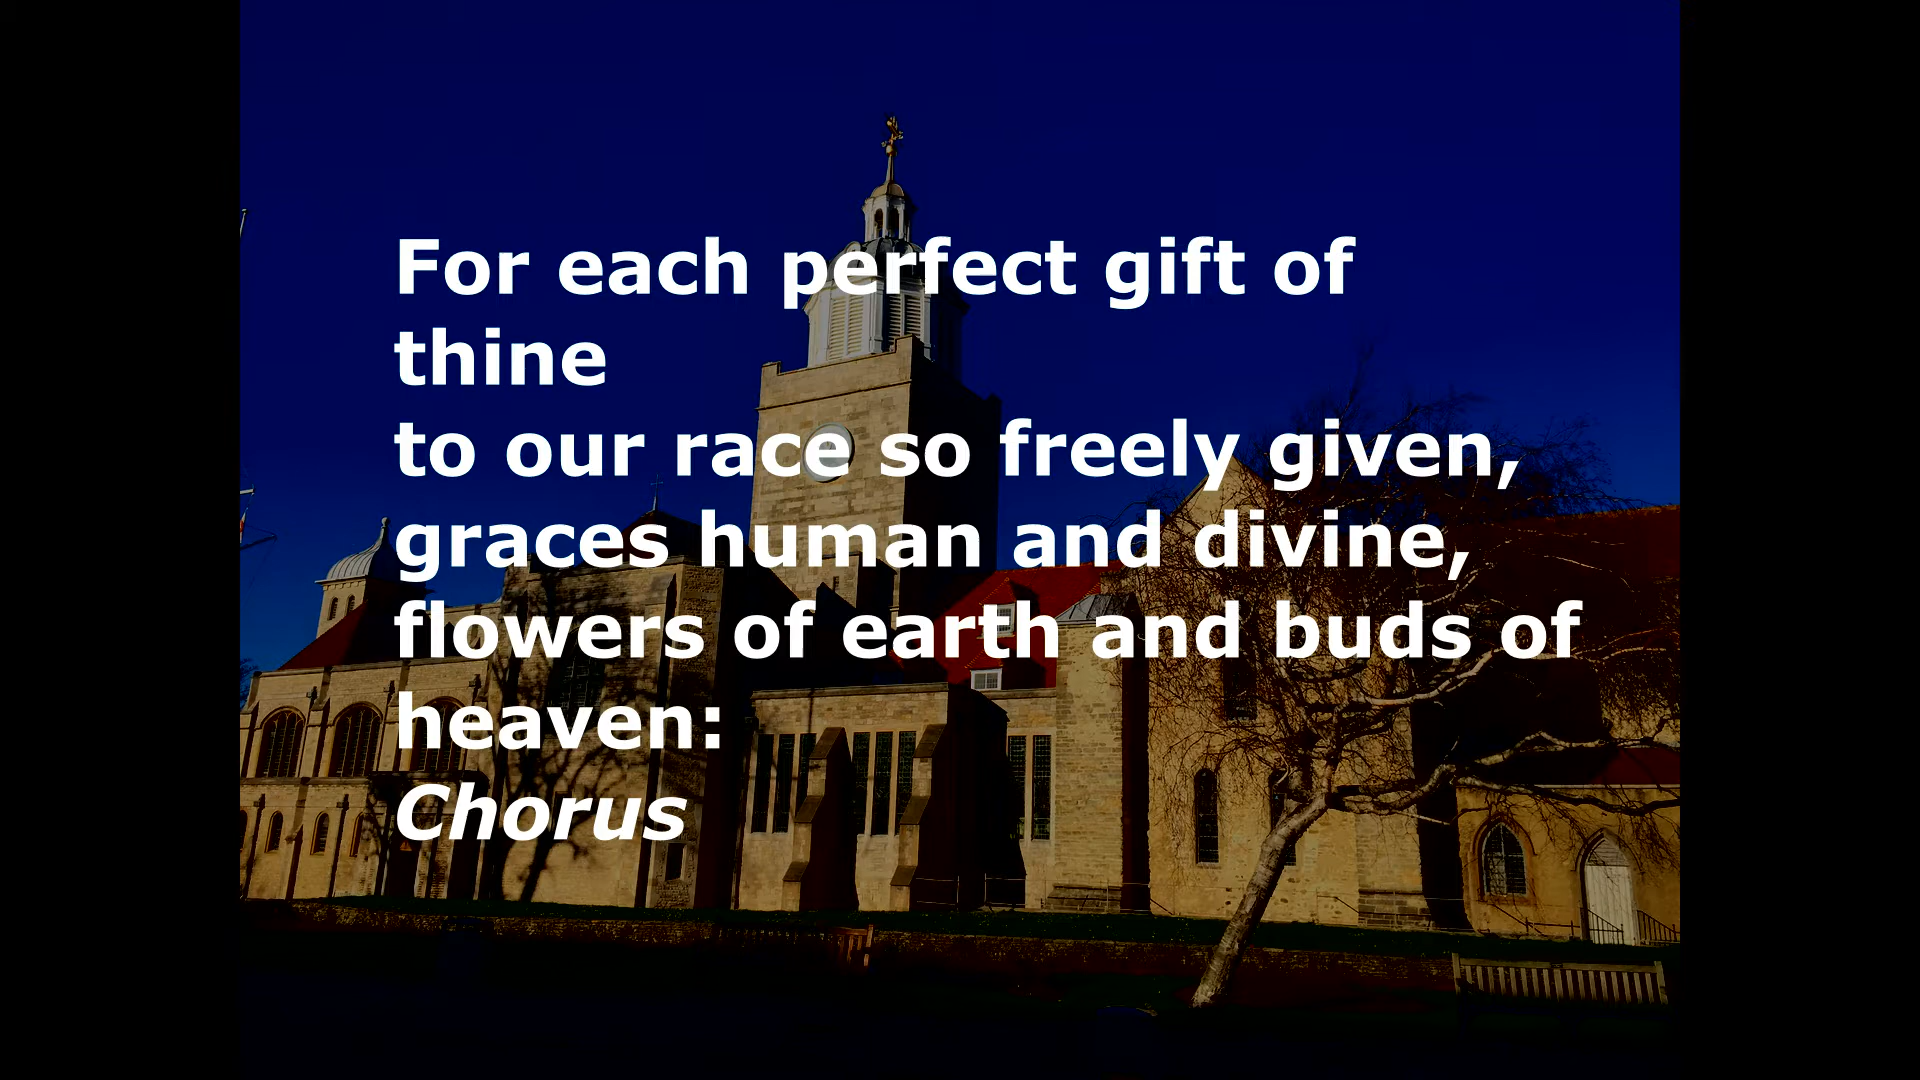 For each perfect gift of
thine
to our race so freely given,
graces human and divine,
flowers of earth and buds of
heaven:
Chorus